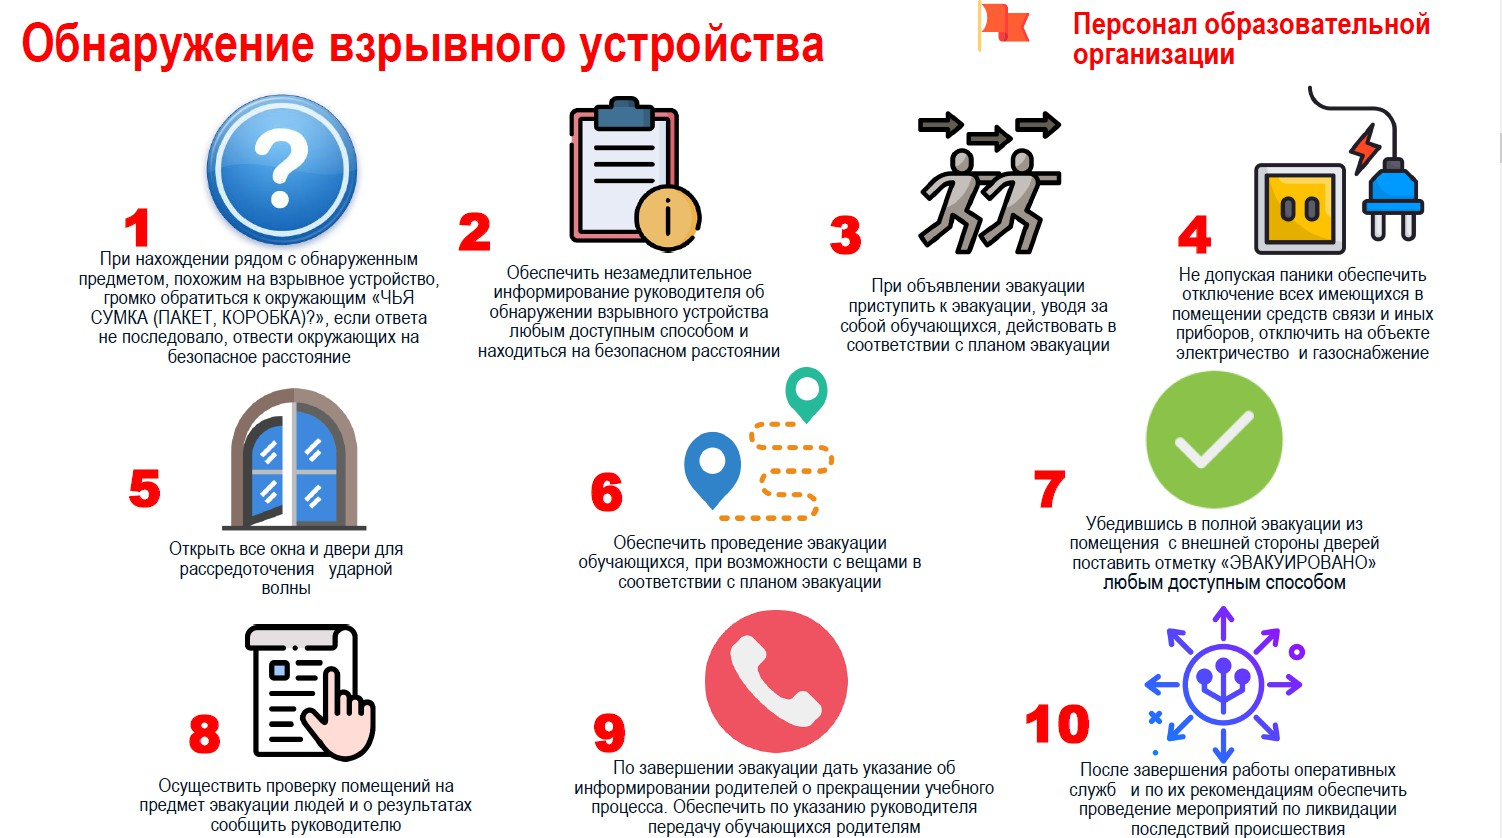 Обнаружение взрывного устройства
Персонал образовательной
организации
1
При нахождении рядом с обнаруженным
предметом, похожим на взрывное устройство,
громко обратиться к окружающим «ЧЬЯ
СУМКА (ПАКЕТ, КОРОБКА)?», если ответа
не последовало, отвести окружающих на
безопасное расстояние
2
Обеспечить незамедлительное
информирование руководителя об
обнаружении взрывного устройства
любым доступным способом и
находиться на безопасном расстоянии
3
При объявлении эвакуации
приступить к эвакуации, уводя за
собой обучающихся, действовать в
соответствии с планом эвакуации
4
Не допуская паники обеспечить
отключение всех имеющихся в
помещении средств связи и иных
приборов, отключить на объекте
электричество и газоснабжение
5
Открыть все окна и двери для
рассредоточения ударной
волны
6
Обеспечить проведение эвакуации
обучающихся, при возможности с вещами в
соответствии с планом эвакуации
7
Убедившись в полной эвакуации из
помещения с внешней стороны дверей
поставить отметку «ЭВАКУИРОВАНО»
любым доступным способом
8
Осуществить проверку помещений на
предмет эвакуации людей и о результатах
сообщить руководителю
9
По завершении эвакуации дать указание об
информировании родителей о прекращении учебного
процесса. Обеспечить по указанию руководителя
передачу обучающихся родителям
10
После завершения работы оперативных
служб и по их рекомендациям обеспечить
проведение мероприятий по ликвидации
последствий происшествия